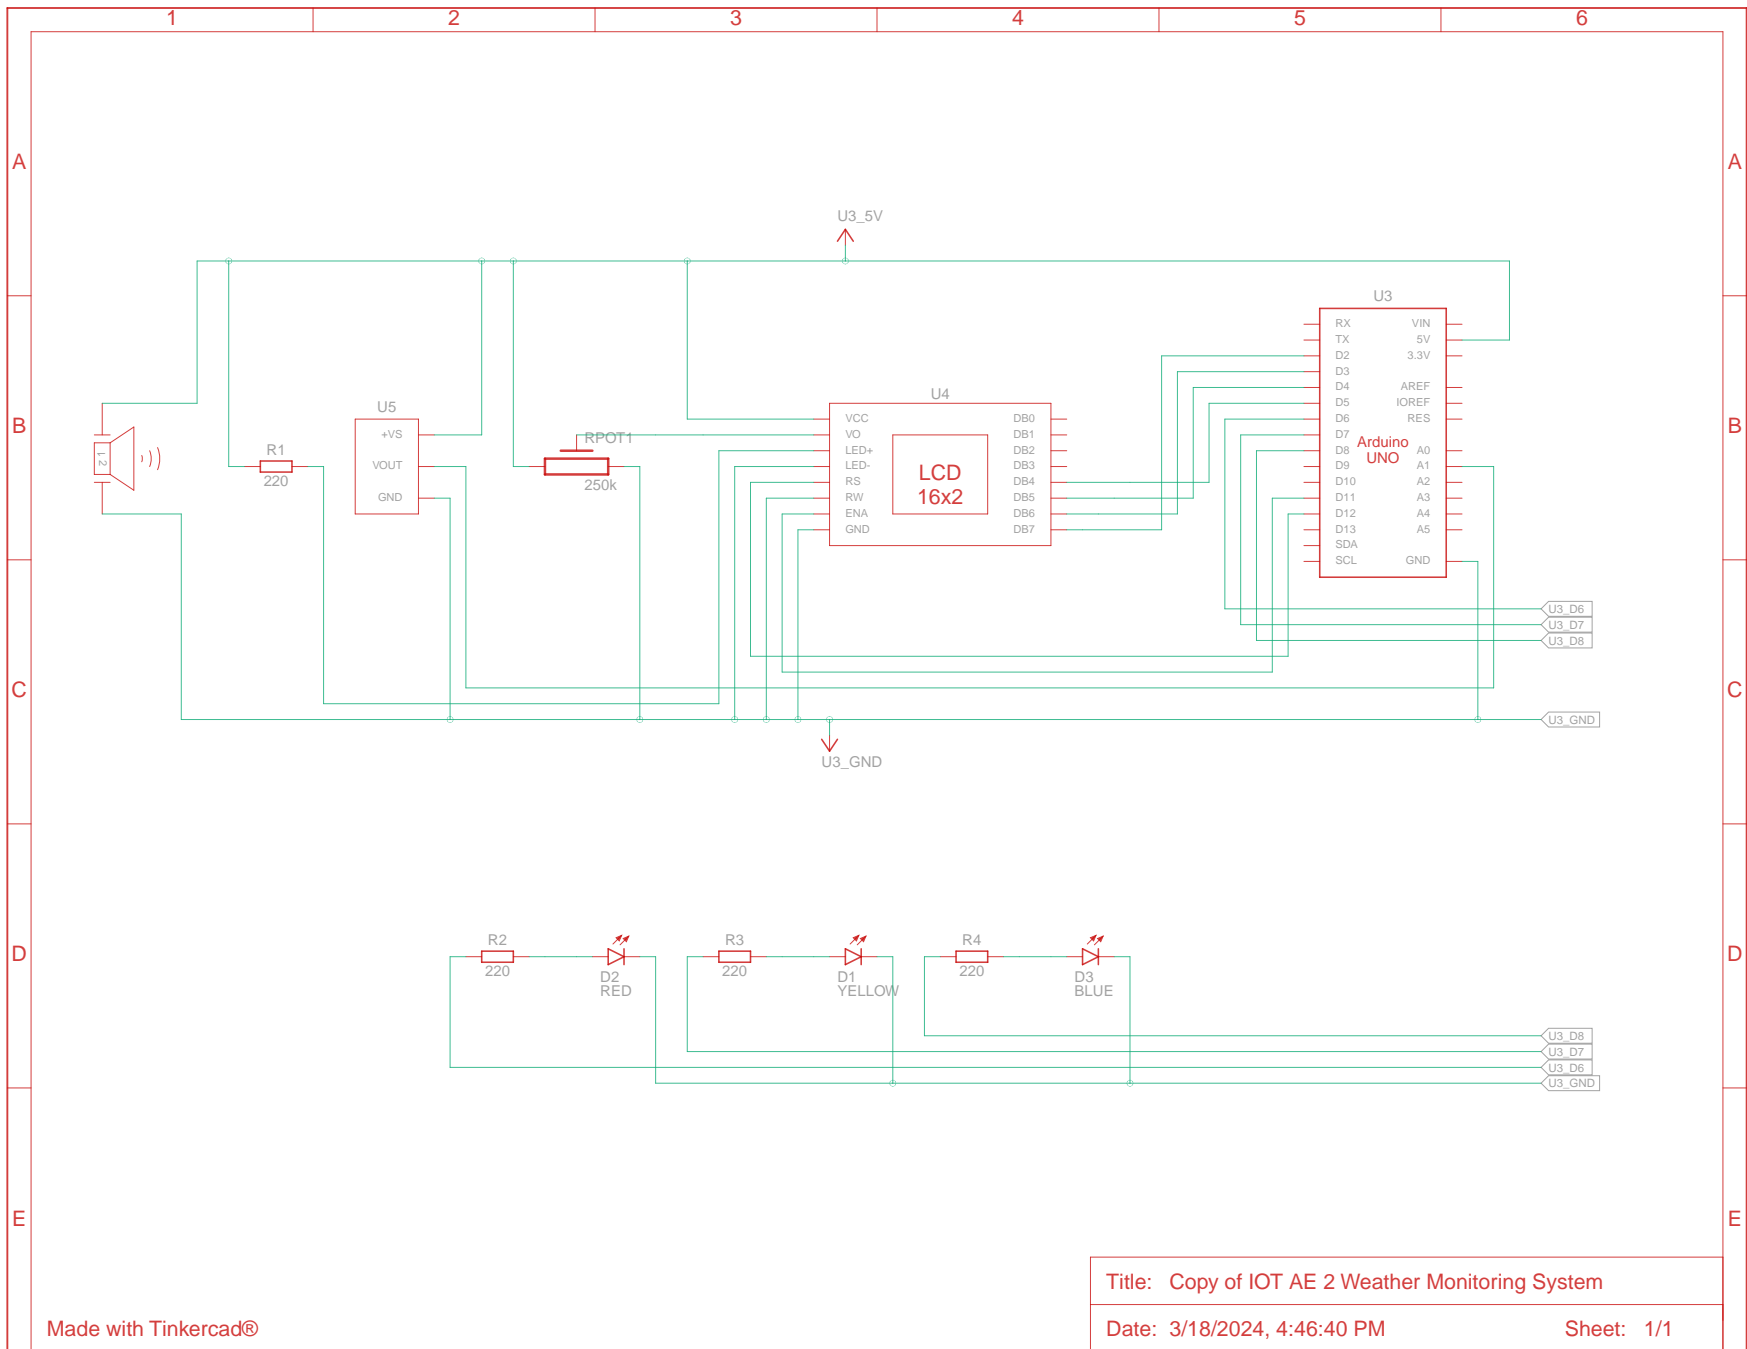 1 2 3 4 5 6
A A
U3_5V
U3
RX VIN
TX 5V
D2 3.3V
D3
D4 AREF
D5 IOREF
D6 RES
D7
D8 A0
D9 A1
D10 A2
D11 A3
D12 A4
D13 A5
SDA
SCL GND
Arduino
UNO
B B
U4
VCC DB0
VO DB1
LED+ DB2
LED- DB3
RS DB4
RW DB5
ENA DB6
GND DB7
LCD
16x2
RPOT1
250k
U5
+VS
VOUT
GND
R1
220
1 2
U3_D6
U3_D7
U3_D8
C C
U3_GND
U3_GND
D D
R2
220
D2
RED
R3
220
D1
YELLOW
R4
220
D3
BLUE
U3_D8
U3_D7
U3_D6
U3_GND
E E
Title: Copy of IOT AE 2 Weather Monitoring System
Made with Tinkercad®
Date: 3/18/2024, 4:46:40 PM Sheet: 1/1